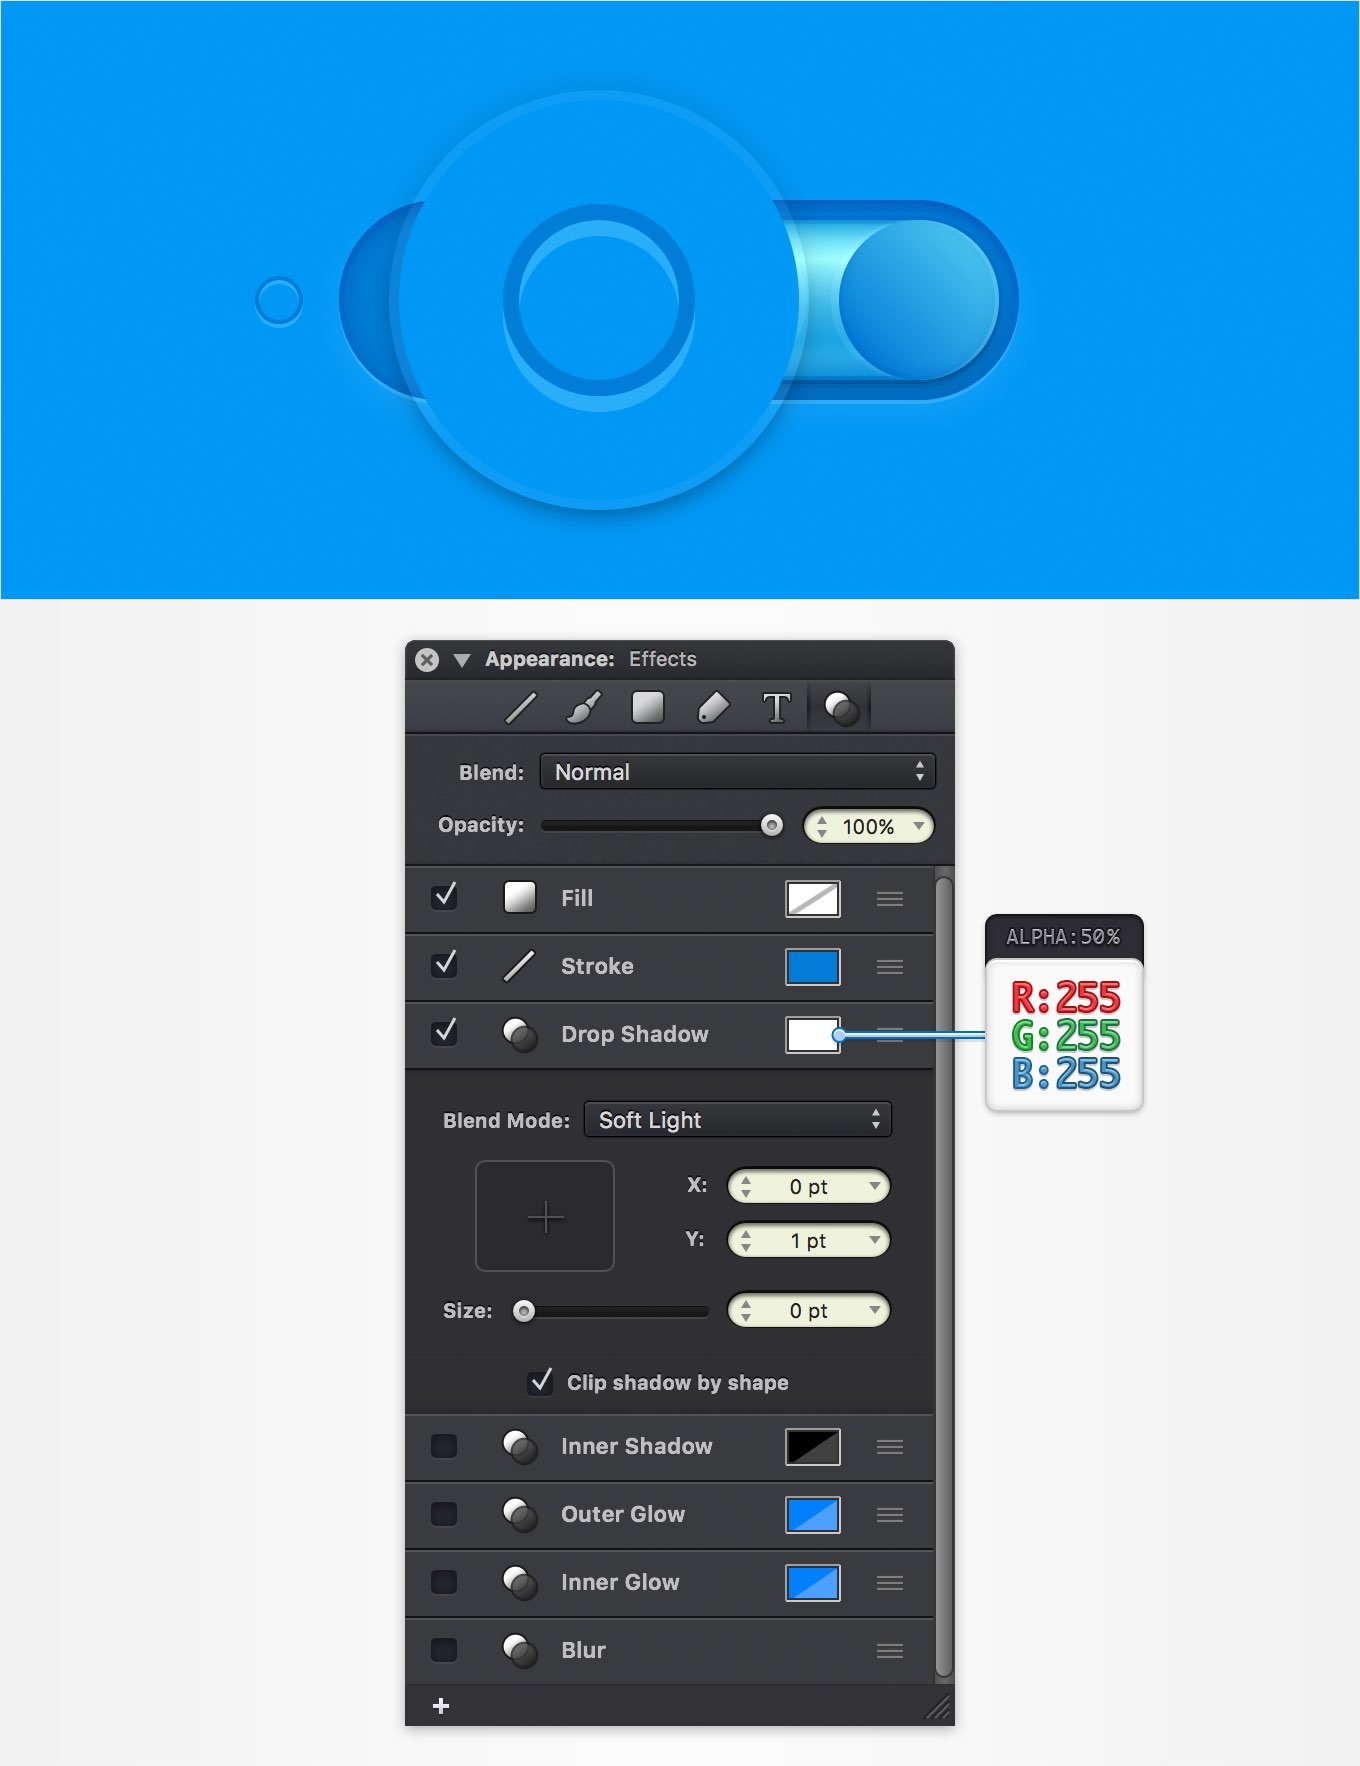 Appearance: Effects
T
Blend: Normal
Opacity: 100%
Fill
Stroke
Drop Shadow
ALPHA:50%
R:255
G:255
B:255
Blend Mode: Soft Light
X: 0 pt
Y: 1 pt
Size: 0 pt
Clip shadow by shape
Inner Shadow
Outer Glow
Inner Glow
Blur